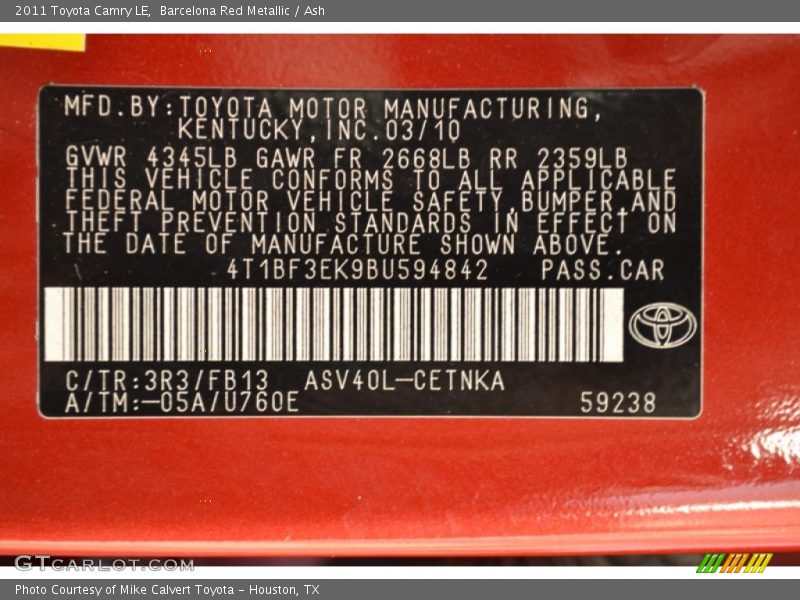 2011 Toyota Camry LE, Barcelona Red Metallic / Ash
MFD.BY:TOYOTA MOTOR MANUFACTURING,
KENTUCKY,INC.03/10
GVWR 4345LB GAWR FR 2668LB RR 2359LB
THIS VEHICLE CONFORMS TO ALL APPLICABLE
FEDERAL MOTOR VEHICLE SAFETY,BUMPER,AND
THEFT PREVENTION STANDARDS IN EFFECT ON
THE DATE OF MANUFACTURE SHOWN ABOVE.
4T1BF3EK9BU594842 PASS.CAR
C/TR:3R3/FB13 ASV40L-CETNKA
A/TM:-05A/U760E 59238
GTCARLOT.COM
Photo Courtesy of Mike Calvert Toyota - Houston, TX